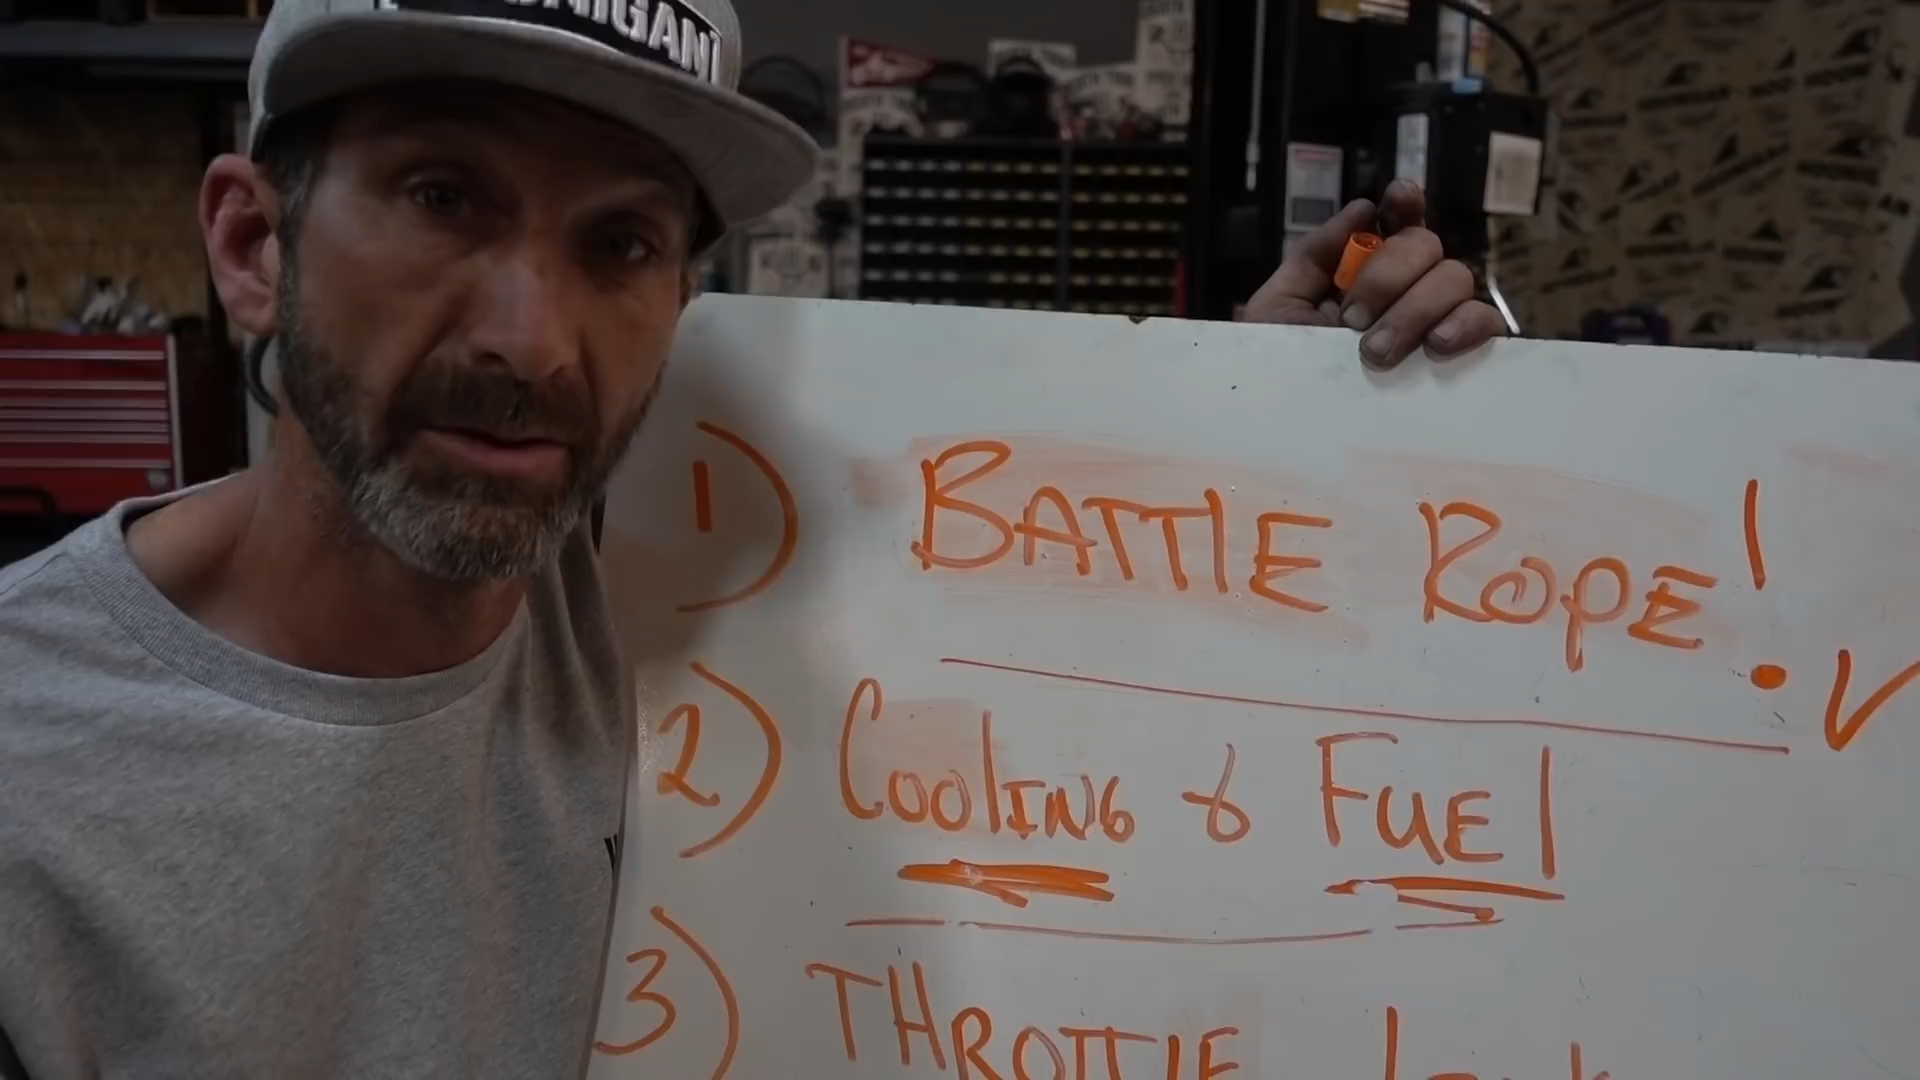 1) BATTLE ROPE!
2) COOLING & FUEL
3) THROTTLE